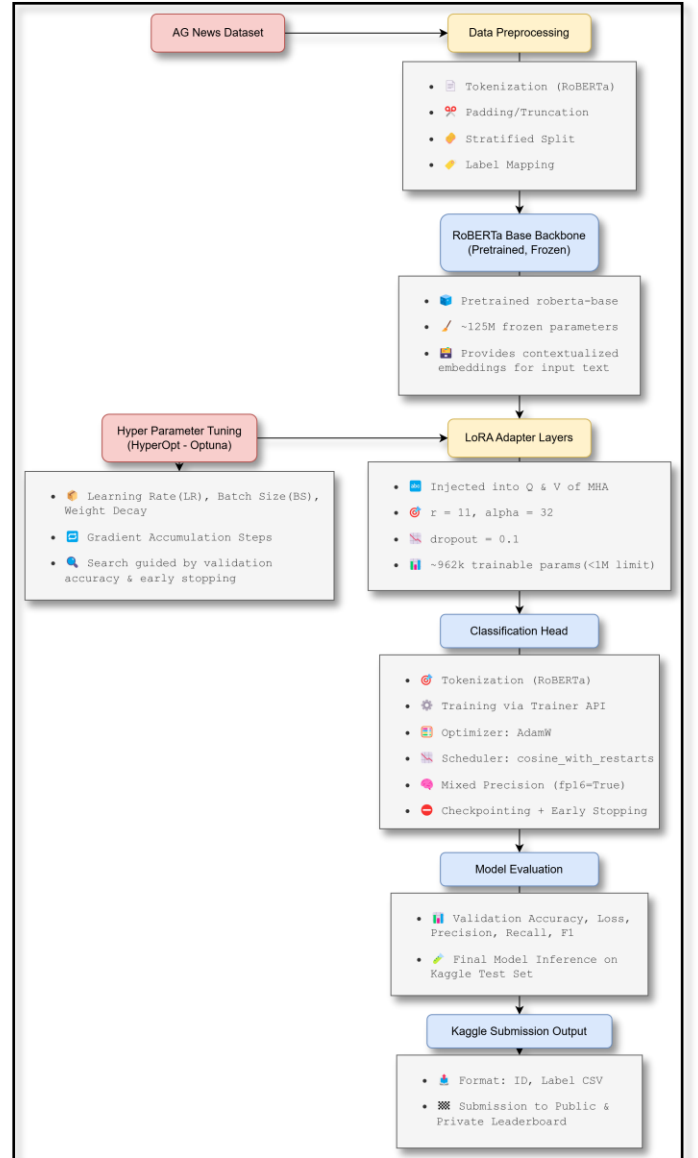 AG News Dataset
Data Preprocessing
Tokenization (RoBERTa)
Padding/Truncation
Stratified Split
Label Mapping
RoBERTa Base Backbone
(Pretrained, Frozen)
Pretrained roberta-base
~125M frozen parameters
Provides contextualized
embeddings for input text
Hyper Parameter Tuning
(HyperOpt - Optuna)
Learning Rate(LR), Batch Size(BS),
Weight Decay
Gradient Accumulation Steps
Search guided by validation
accuracy & early stopping
LoRA Adapter Layers
Injected into Q & V of MHA
r = 11, alpha = 32
dropout = 0.1
~962k trainable params(<1M limit)
Classification Head
Tokenization (RoBERTa)
Training via Trainer API
Optimizer: AdamW
Scheduler: cosine_with_restarts
Mixed Precision (fp16=True)
Checkpointing + Early Stopping
Model Evaluation
Validation Accuracy, Loss,
Precision, Recall, F1
Final Model Inference on
Kaggle Test Set
Kaggle Submission Output
Format: ID, Label CSV
Submission to Public &
Private Leaderboard